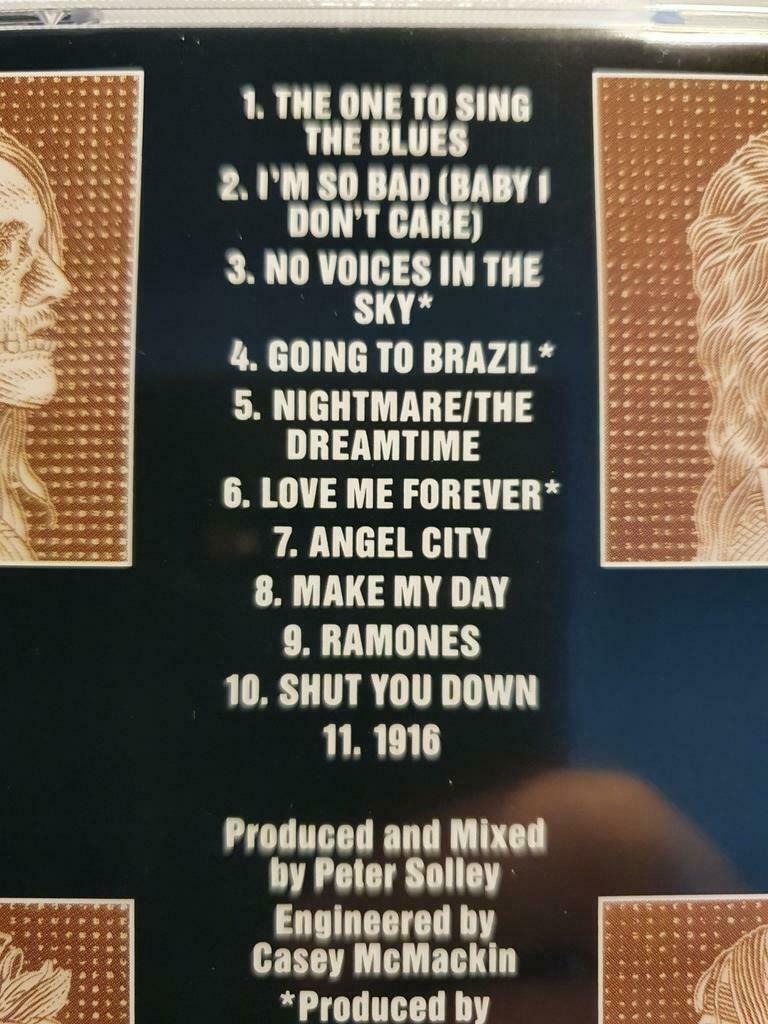 1. THE ONE TO SING
THE BLUES
2. I'M SO BAD (BABY I
DON'T CARE)
3. NO VOICES IN THE
SKY*
4. GOING TO BRAZIL*
5. NIGHTMARE/THE
DREAMTIME
6. LOVE ME FOREVER*
7. ANGEL CITY
8. MAKE MY DAY
9. RAMONES
10. SHUT YOU DOWN
11. 1916
Produced and Mixed
by Peter Solley
Engineered by
Casey McMackin
*Produced by